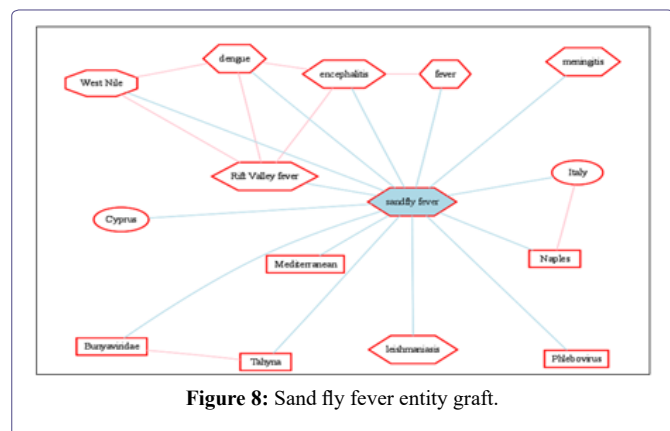 dengue
encephalitis
fever
meningitis
West Nile
Rift Valley fever
Italy
sandfly fever
Cyprus
Mediterranean
Naples
Bunyaviridae
Tahyna
leishmaniasis
Phlebovirus
Figure 8: Sand fly fever entity graft.